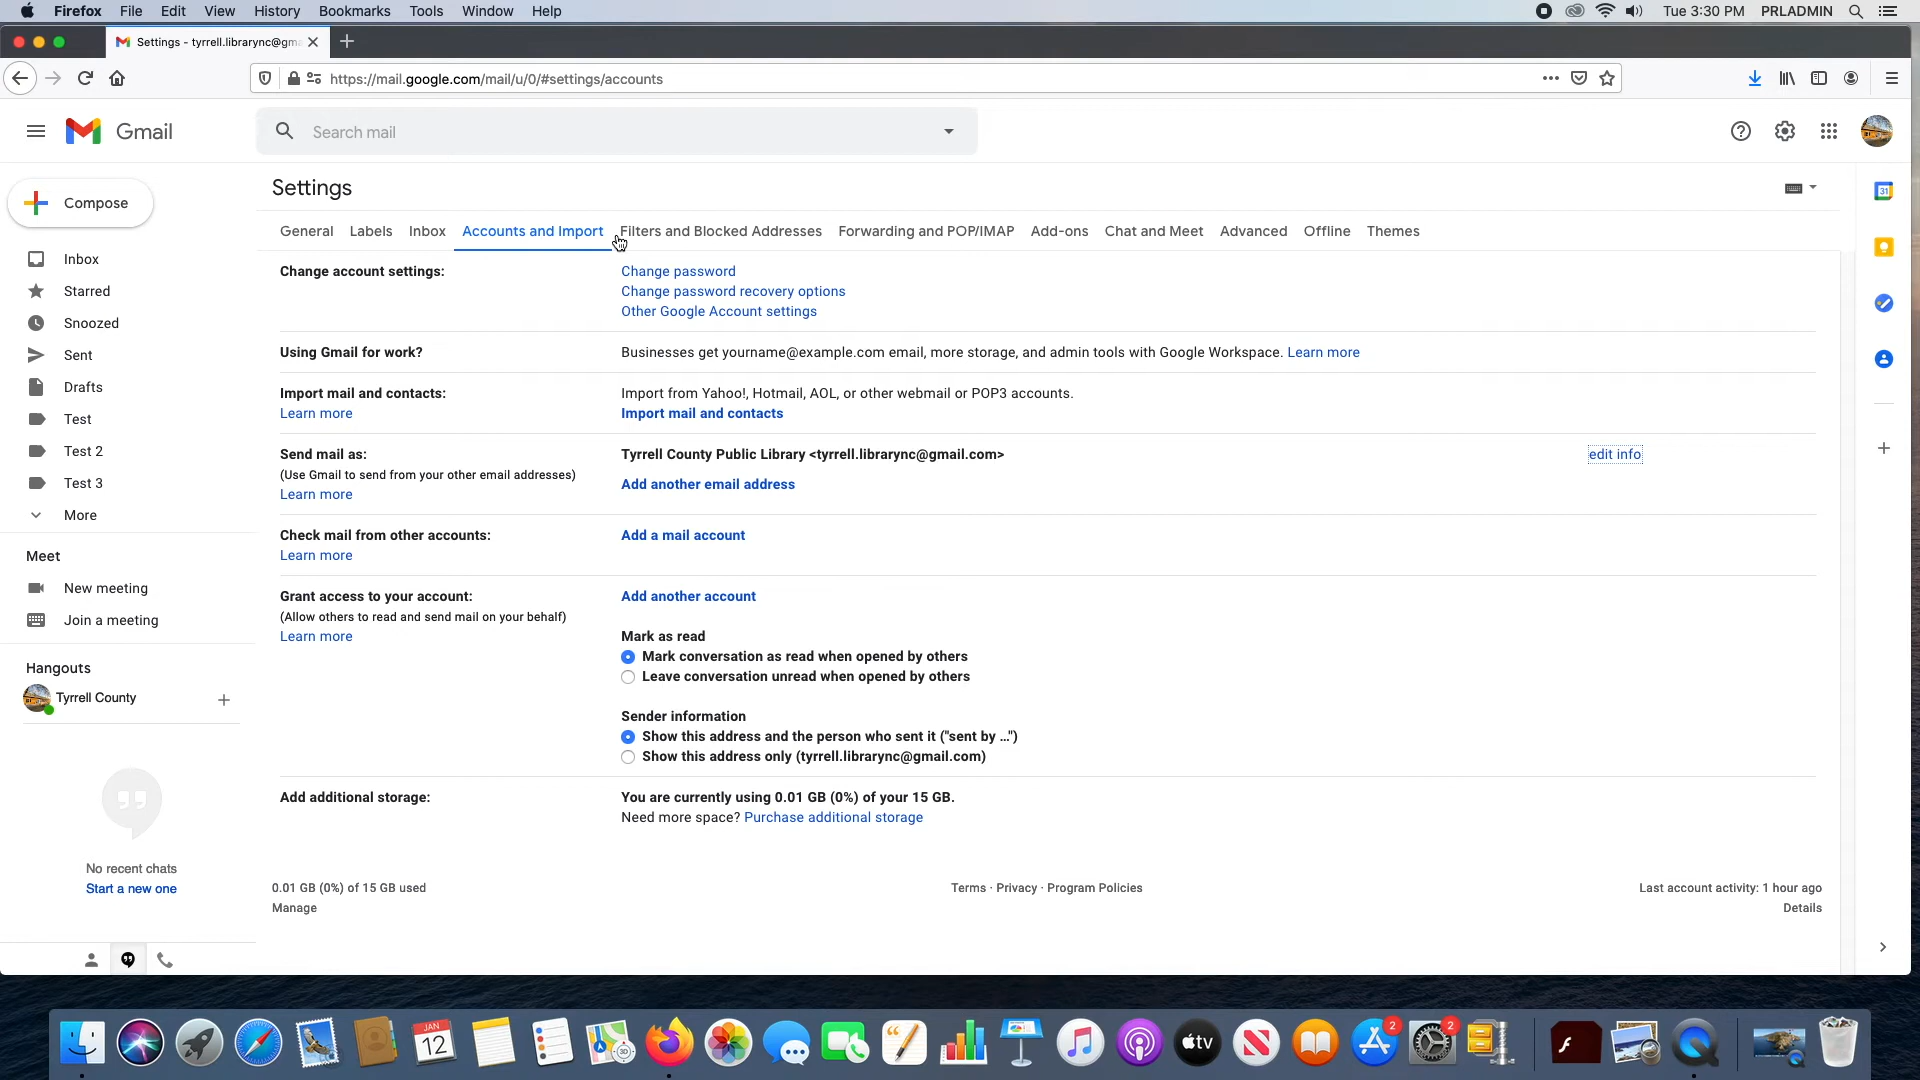 Firefox File Edit View History Bookmarks Tools Window Help Tue 3:30 PM PRLADMIN
Settings - tyrrell.librarync@gm
https://mail.google.com/mail/u/0/#settings/accounts
Gmail
Search mail
Compose
Inbox
Starred
Snoozed
Sent
Drafts
Test
Test 2
Test 3
More
Meet
New meeting
Join a meeting
Hangouts
Tyrrell County
No recent chats
Start a new one
Settings
General Labels Inbox Accounts and Import Filters and Blocked Addresses Forwarding and POP/IMAP Add-ons Chat and Meet Advanced Offline Themes
Change account settings: Change password
Change password recovery options
Other Google Account settings
Using Gmail for work? Businesses get yourname@example.com email, more storage, and admin tools with Google Workspace. Learn more
Import mail and contacts: Import from Yahoo!, Hotmail, AOL, or other webmail or POP3 accounts.
Learn more Import mail and contacts
Send mail as: Tyrrell County Public Library <tyrrell.librarync@gmail.com> edit info
(Use Gmail to send from your other email addresses) Add another email address
Learn more
Check mail from other accounts: Add a mail account
Learn more
Grant access to your account: Add another account
(Allow others to read and send mail on your behalf)
Learn more Mark as read
Mark conversation as read when opened by others
Leave conversation unread when opened by others
Sender information
Show this address and the person who sent it ("sent by ...")
Show this address only (tyrrell.librarync@gmail.com)
Add additional storage: You are currently using 0.01 GB (0%) of your 15 GB.
Need more space? Purchase additional storage
0.01 GB (0%) of 15 GB used Terms · Privacy · Program Policies Last account activity: 1 hour ago
Manage Details
31
JAN
12
3D
tv
2
2